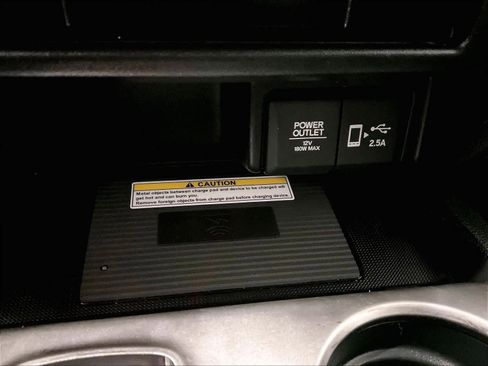 POWER
OUTLET
12V
180W MAX
2.5A
CAUTION
Metal objects between charge pad and device to be charged will
get hot and can burn you.
Remove foreign objects from charge pad before charging device.